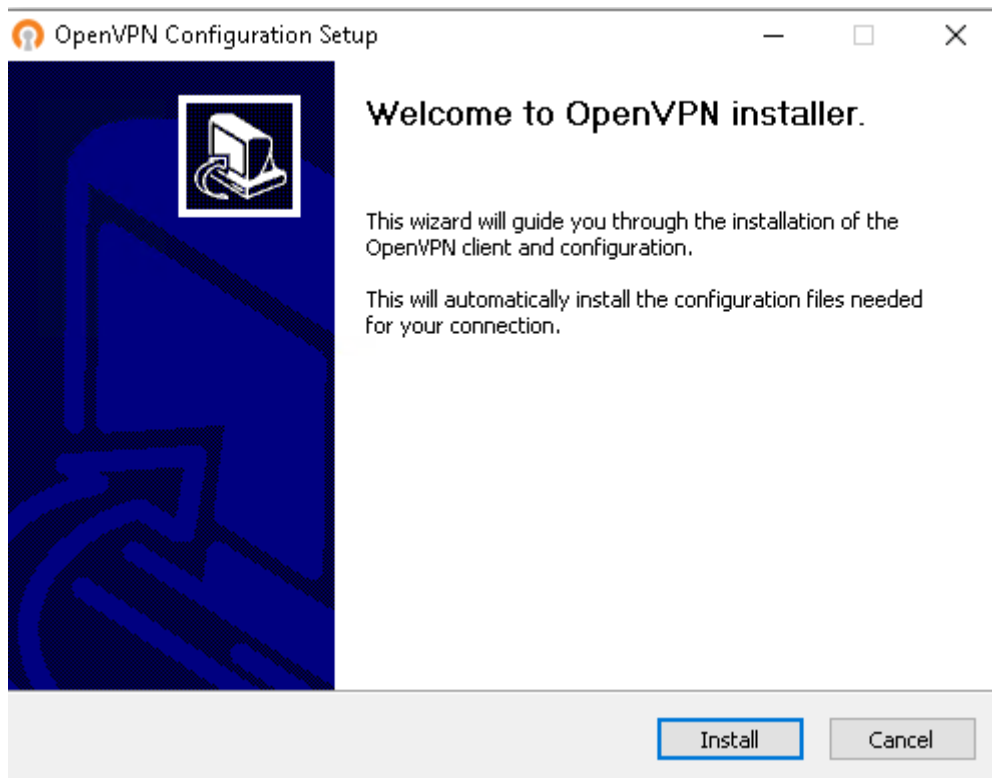 OpenVPN Configuration Setup
Welcome to OpenVPN installer.
This wizard will guide you through the installation of the
OpenVPN client and configuration.
This will automatically install the configuration files needed
for your connection.
Install
Cancel